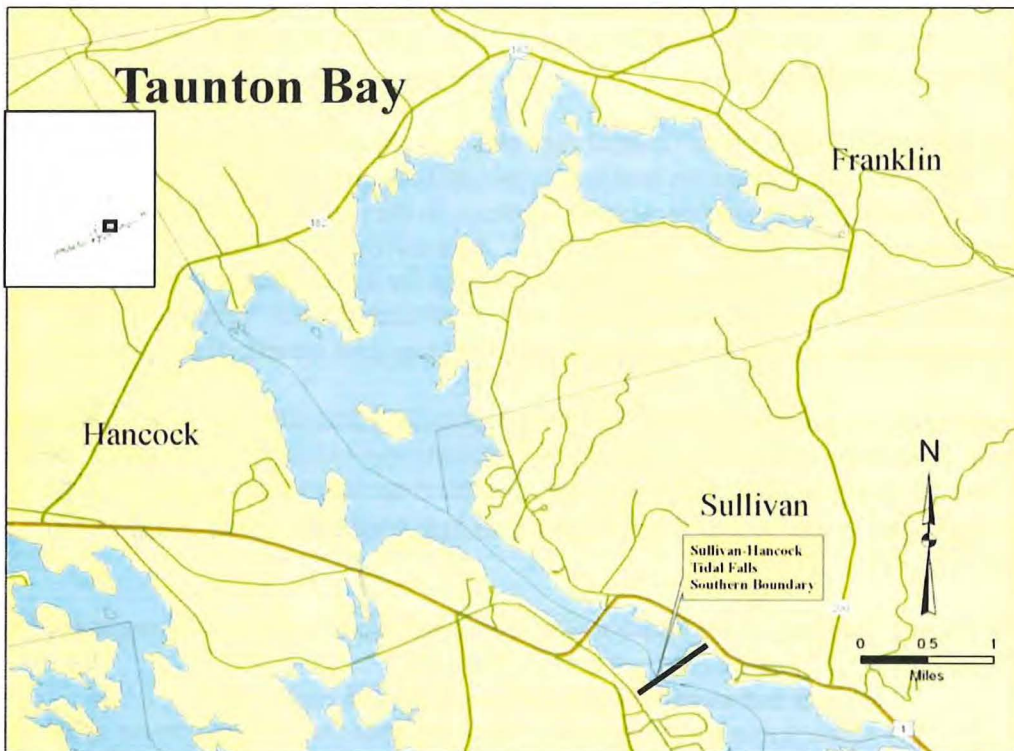 Taunton Bay
182
Franklin
182
Hancock
N
Sullivan
Sullivan-Hancock
Tidal Falls
Southern Boundary
200
0 0.5 1
Miles
1